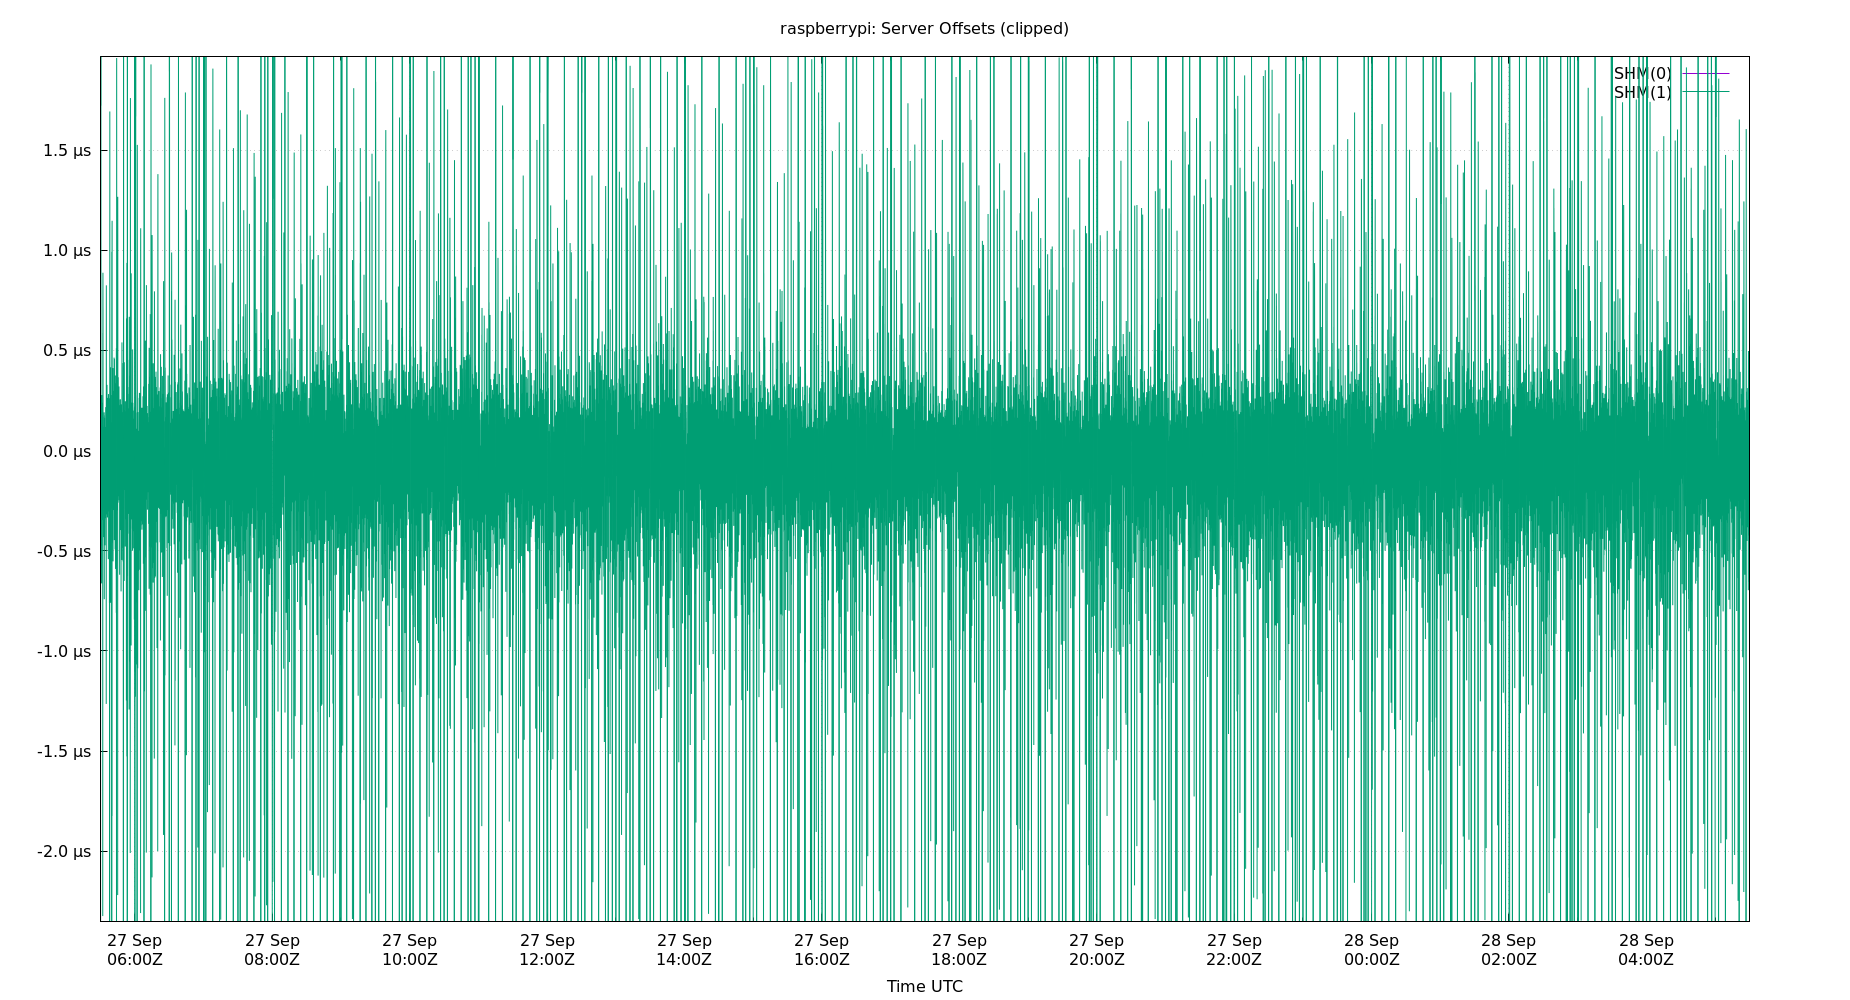 raspberrypi: Server Offsets (clipped)
SHM(0)
SHM(1)
1.5 µs
1.0 µs
0.5 µs
0.0 µs
-0.5 µs
-1.0 µs
-1.5 µs
-2.0 µs
27 Sep 27 Sep 27 Sep 27 Sep 27 Sep 27 Sep 27 Sep 27 Sep 27 Sep 28 Sep 28 Sep 28 Sep
06:00Z 08:00Z 10:00Z 12:00Z 14:00Z 16:00Z 18:00Z 20:00Z 22:00Z 00:00Z 02:00Z 04:00Z
Time UTC